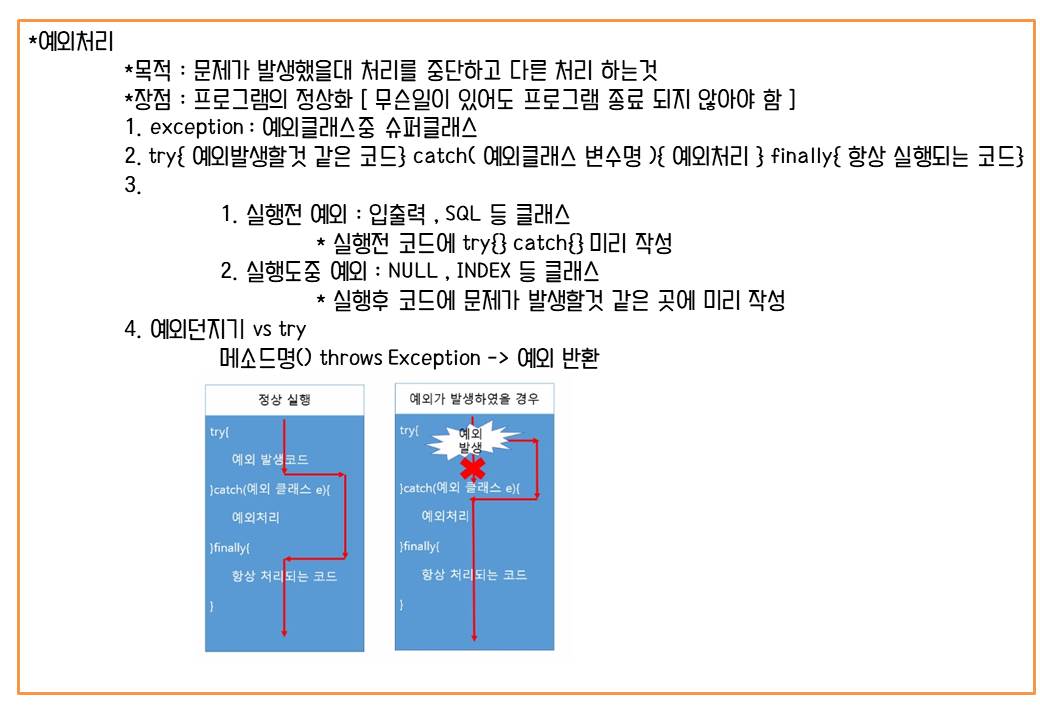 *예외처리
*목적 : 문제가 발생했을대 처리를 중단하고 다른 처리 하는것
*장점 : 프로그램의 정상화 [ 무슨일이 있어도 프로그램 종료 되지 않아야 함 ]
1. exception : 예외클래스중 슈퍼클래스
2. try{ 예외발생할것 같은 코드} catch( 예외클래스 변수명 ){ 예외처리 } finally{ 항상 실행되는 코드}
3.
1. 실행전 예외 : 입출력 , SQL 등 클래스
* 실행전 코드에 try{} catch{} 미리 작성
2. 실행도중 예외 : NULL , INDEX 등 클래스
* 실행후 코드에 문제가 발생할것 같은 곳에 미리 작성
4. 예외던지기 vs try
메소드명() throws Exception -> 예외 반환
정상 실행
try{
예외 발생코드
}catch(예외 클래스 e){
예외처리
}finally{
항상 처리되는 코드
}
예외가 발생하였을 경우
try{
예외
발생
}catch(예외 클래스 e){
예외처리
}finally{
항상 처리되는 코드
}